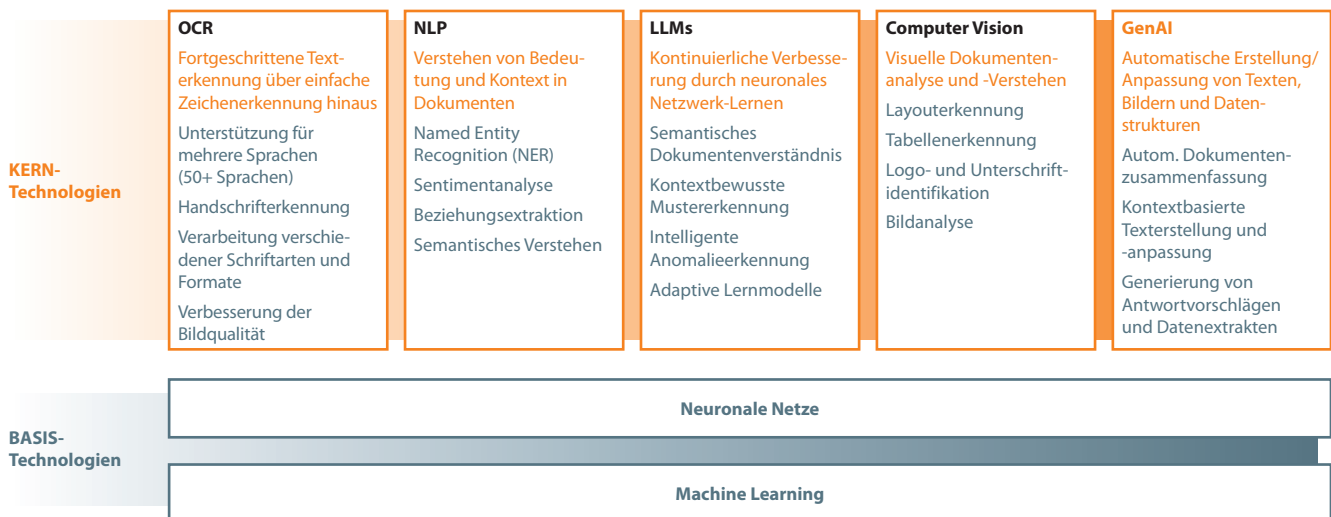 KERN-
Technologien
OCR
Fortgeschrittene Text-
erkennung über einfache
Zeichenerkennung hinaus
Unterstützung für
mehrere Sprachen
(50+ Sprachen)
Handschrifterkennung
Verarbeitung verschie-
dener Schriftarten und
Formate
Verbesserung der
Bildqualität
NLP
Verstehen von Bedeu-
tung und Kontext in
Dokumenten
Named Entity
Recognition (NER)
Sentimentanalyse
Beziehungsextraktion
Semantisches Verstehen
LLMs
Kontinuierliche Verbesse-
rung durch neuronales
Netzwerk-Lernen
Semantisches
Dokumentenverständnis
Kontextbewusste
Mustererkennung
Intelligente
Anomalieerkennung
Adaptive Lernmodelle
Computer Vision
Visuelle Dokumenten-
analyse und -Verstehen
Layouterkennung
Tabellenerkennung
Logo- und Unterschrift-
identifikation
Bildanalyse
GenAI
Automatische Erstellung/
Anpassung von Texten,
Bildern und Daten-
strukturen
Autom. Dokumenten-
zusammenfassung
Kontextbasierte
Texterstellung und
-anpassung
Generierung von
Antwortvorschlägen
und Datenextrakten
BASIS-
Technologien
Neuronale Netze
Machine Learning